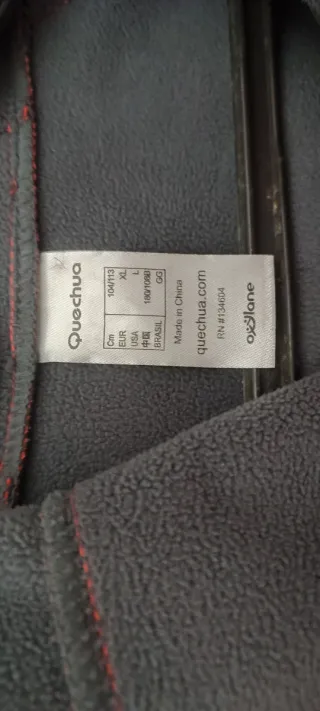 Quechua
Cm 104/113
EUR XL
USA L
中国 180/108B
BRASIL GG
Made in China
quechua.com
RN #134604
oxylane